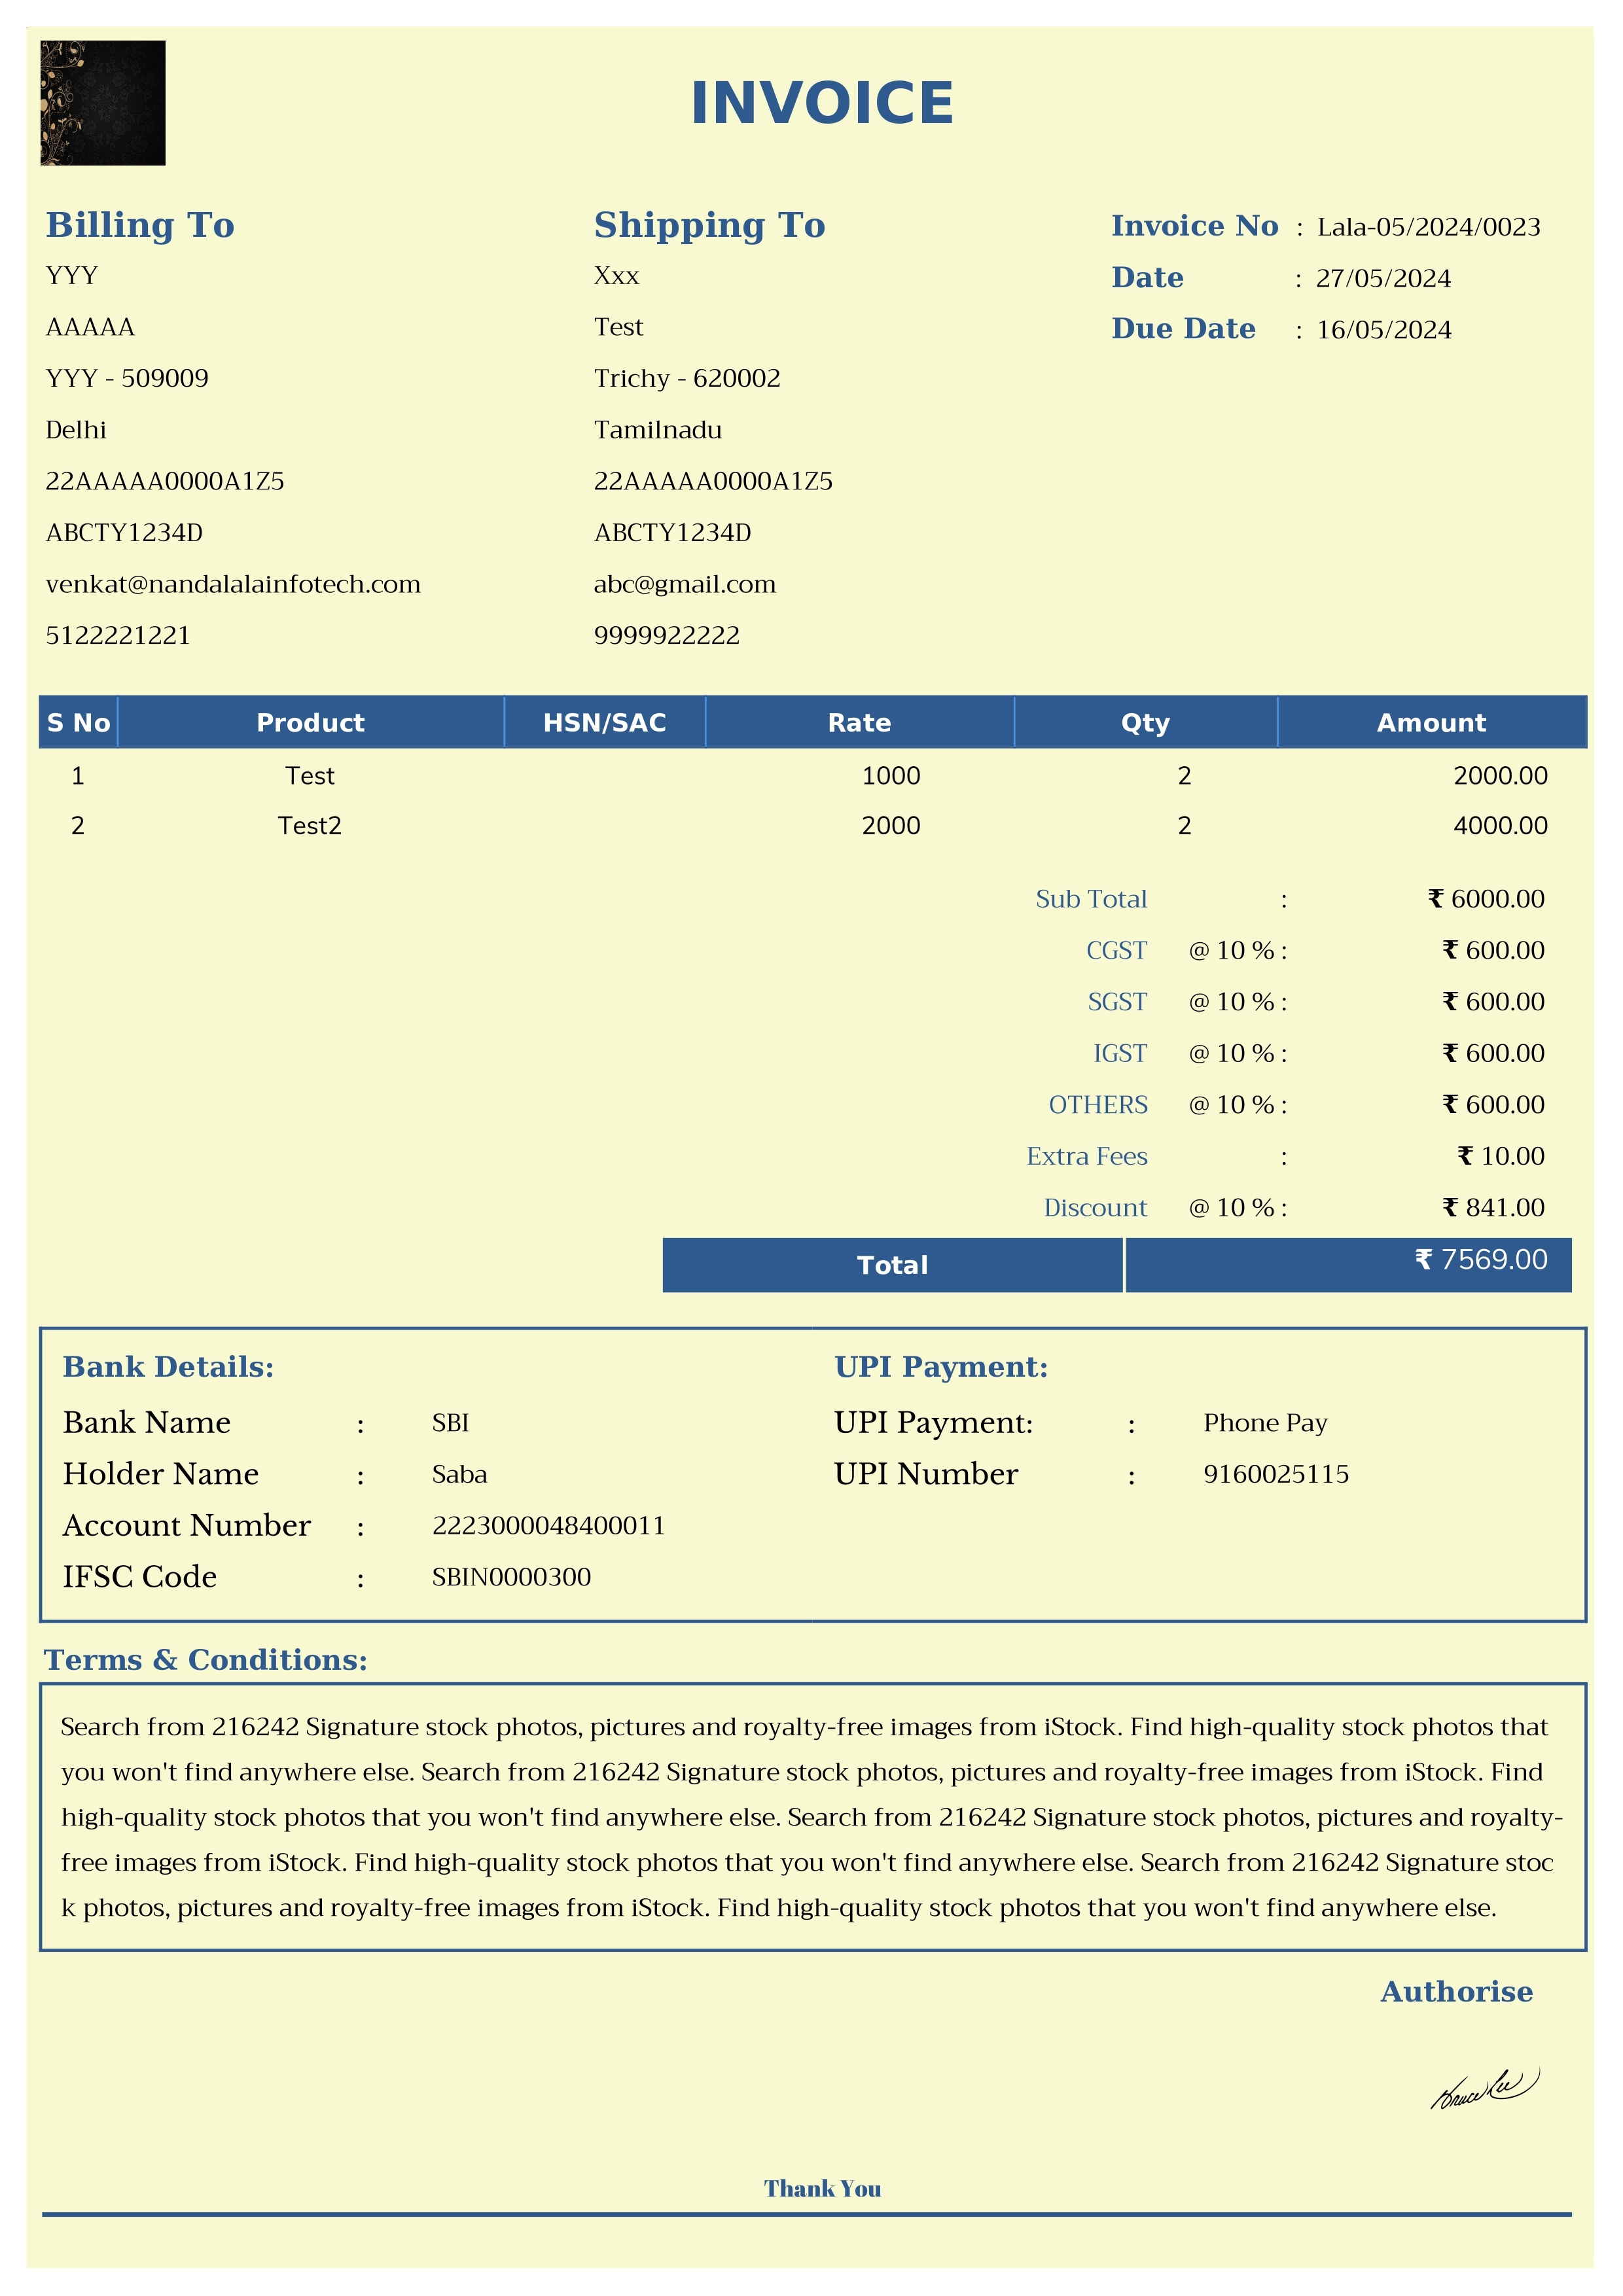 INVOICE
Billing To
YYY
AAAAA
YYY - 509009
Delhi
22AAAAA0000A1Z5
ABCTY1234D
venkat@nandalalainfotech.com
5122221221
Shipping To
Xxx
Test
Trichy - 620002
Tamilnadu
22AAAAA0000A1Z5
ABCTY1234D
abc@gmail.com
9999922222
Invoice No : Lala-05/2024/0023
Date : 27/05/2024
Due Date : 16/05/2024
S No Product HSN/SAC Rate Qty Amount
1 Test 1000 2 2000.00
2 Test2 2000 2 4000.00
Sub Total : ₹ 6000.00
CGST @ 10 % : ₹ 600.00
SGST @ 10 % : ₹ 600.00
IGST @ 10 % : ₹ 600.00
OTHERS @ 10 % : ₹ 600.00
Extra Fees : ₹ 10.00
Discount @ 10 % : ₹ 841.00
Total ₹ 7569.00
Bank Details:
Bank Name : SBI
Holder Name : Saba
Account Number : 2223000048400011
IFSC Code : SBIN0000300
UPI Payment:
UPI Payment: : Phone Pay
UPI Number : 9160025115
Terms & Conditions:
Search from 216242 Signature stock photos, pictures and royalty-free images from iStock. Find high-quality stock photos that
you won't find anywhere else. Search from 216242 Signature stock photos, pictures and royalty-free images from iStock. Find
high-quality stock photos that you won't find anywhere else. Search from 216242 Signature stock photos, pictures and royalty-
free images from iStock. Find high-quality stock photos that you won't find anywhere else. Search from 216242 Signature stoc
k photos, pictures and royalty-free images from iStock. Find high-quality stock photos that you won't find anywhere else.
Authorise
Bruce Lee
Thank You